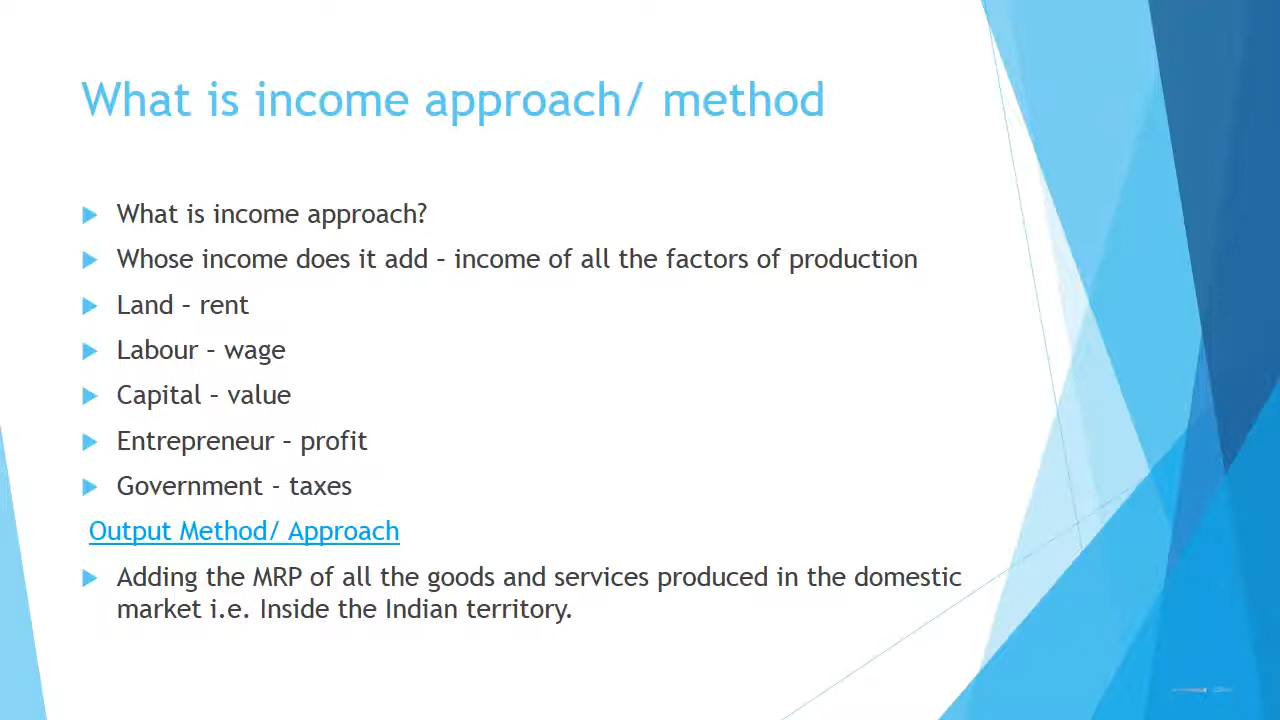 What is income approach/ method
What is income approach?
Whose income does it add – income of all the factors of production
Land – rent
Labour – wage
Capital – value
Entrepreneur – profit
Government - taxes
Output Method/ Approach
Adding the MRP of all the goods and services produced in the domestic
market i.e. Inside the Indian territory.